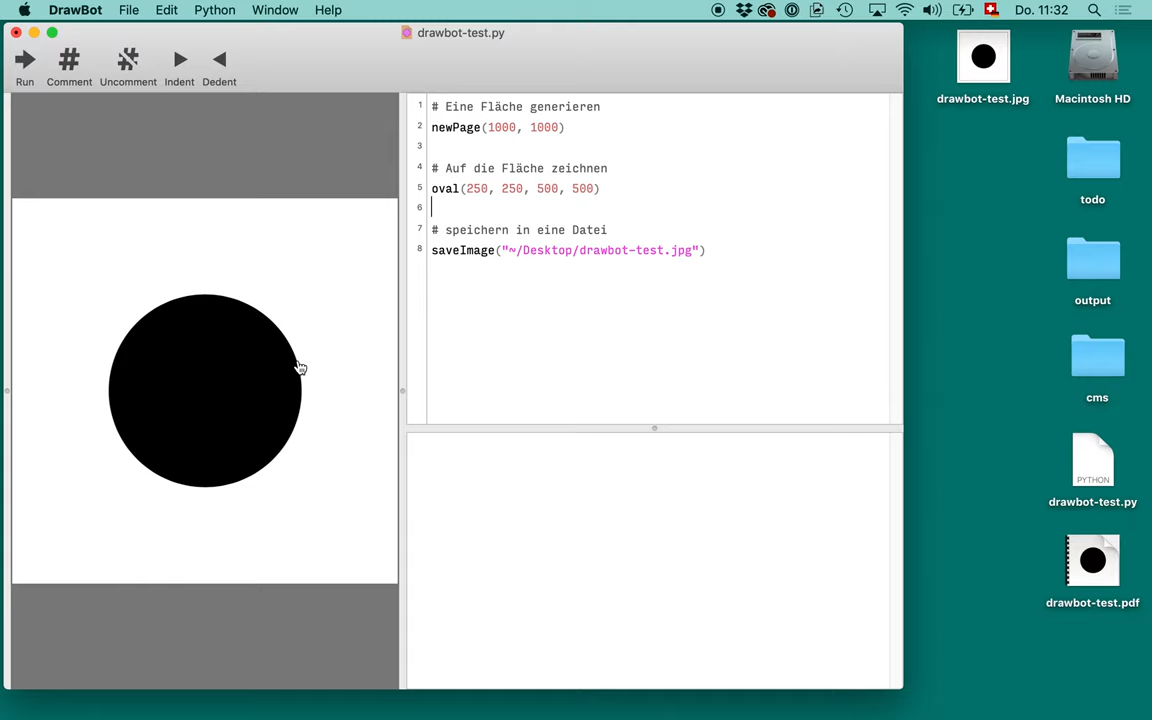 DrawBot File Edit Python Window Help
Do. 11:32
drawbot-test.py
Run Comment Uncomment Indent Dedent
1 # Eine Fläche generieren
2 newPage(1000, 1000)
3
4 # Auf die Fläche zeichnen
5 oval(250, 250, 500, 500)
6
7 # speichern in eine Datei
8 saveImage("~/Desktop/drawbot-test.jpg")
drawbot-test.jpg
Macintosh HD
todo
output
cms
PYTHON
drawbot-test.py
drawbot-test.pdf